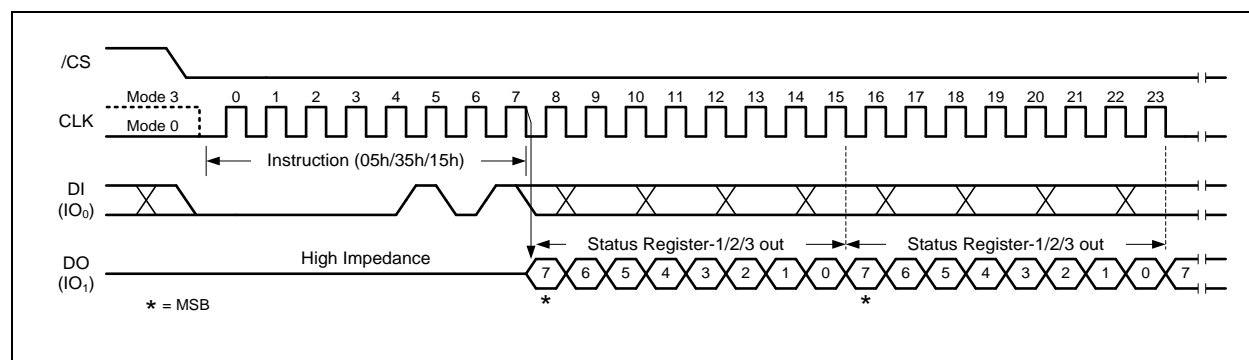 /CS
Mode 3 0 1 2 3 4 5 6 7 8 9 10 11 12 13 14 15 16 17 18 19 20 21 22 23
CLK
Mode 0
Instruction (05h/35h/15h)
DI
(IO₀)
Status Register-1/2/3 out Status Register-1/2/3 out
High Impedance
DO 7 6 5 4 3 2 1 0 7 6 5 4 3 2 1 0 7
(IO₁)
* *
* = MSB